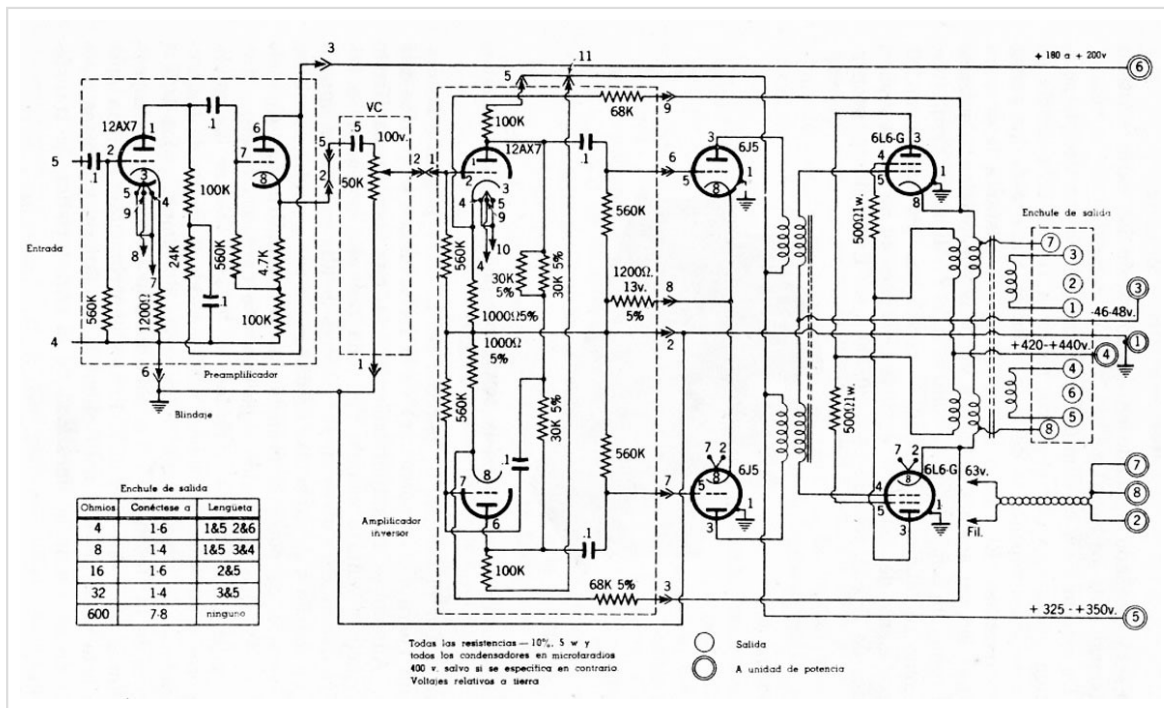 3
11
+ 180 a + 200v
6
5
9
68K
VC
.1
.1
12AX7
1
6
.5
100v.
100K
12AX7
3
6J5
6L6-G
3
5
2
3
7
8
5
2
2
1
1
2
3
6
5
8
1
4
5
8
1
.1
5
9
4
100K
50K
4
5
9
10
560K
500Ω1w.
Enchufe de salida
7
3
2
1
Entrada
8
7
24K
560K
4.7K
560K
4
30K
5%
30K 5%
1200Ω.
13v.
5%
8
3
-46-48v.
560K
1200Ω
.1
100K
1000Ω5%
4
6
1
1000Ω
5%
2
+420-+440v.
4
1
Preamplificador
Blindaje
560K
30K 5%
560K
500Ω1w.
4
6
5
8
7
8
.1
7
5
7 2
8
1
3
6J5
7 2
8
4
5
1
3
6L6-G
63v.
Fil.
7
8
2
Amplificador
inversor
6
100K
.1
68K 5%
3
+ 325 - +350v.
5
Enchufe de salida
Ohmios Conéctese a Lengüeta
4 1-6 1&5 2&6
8 1-4 1&5 3&4
16 1-6 2&5
32 1-4 3&5
600 7-8 ninguno
Todas las resistencias — 10%. 5 w y
todos los condensadores en microfaradios
400 v. salvo si se especifica en contrario
Voltajes relativos a tierra
Salida
A unidad de potencia